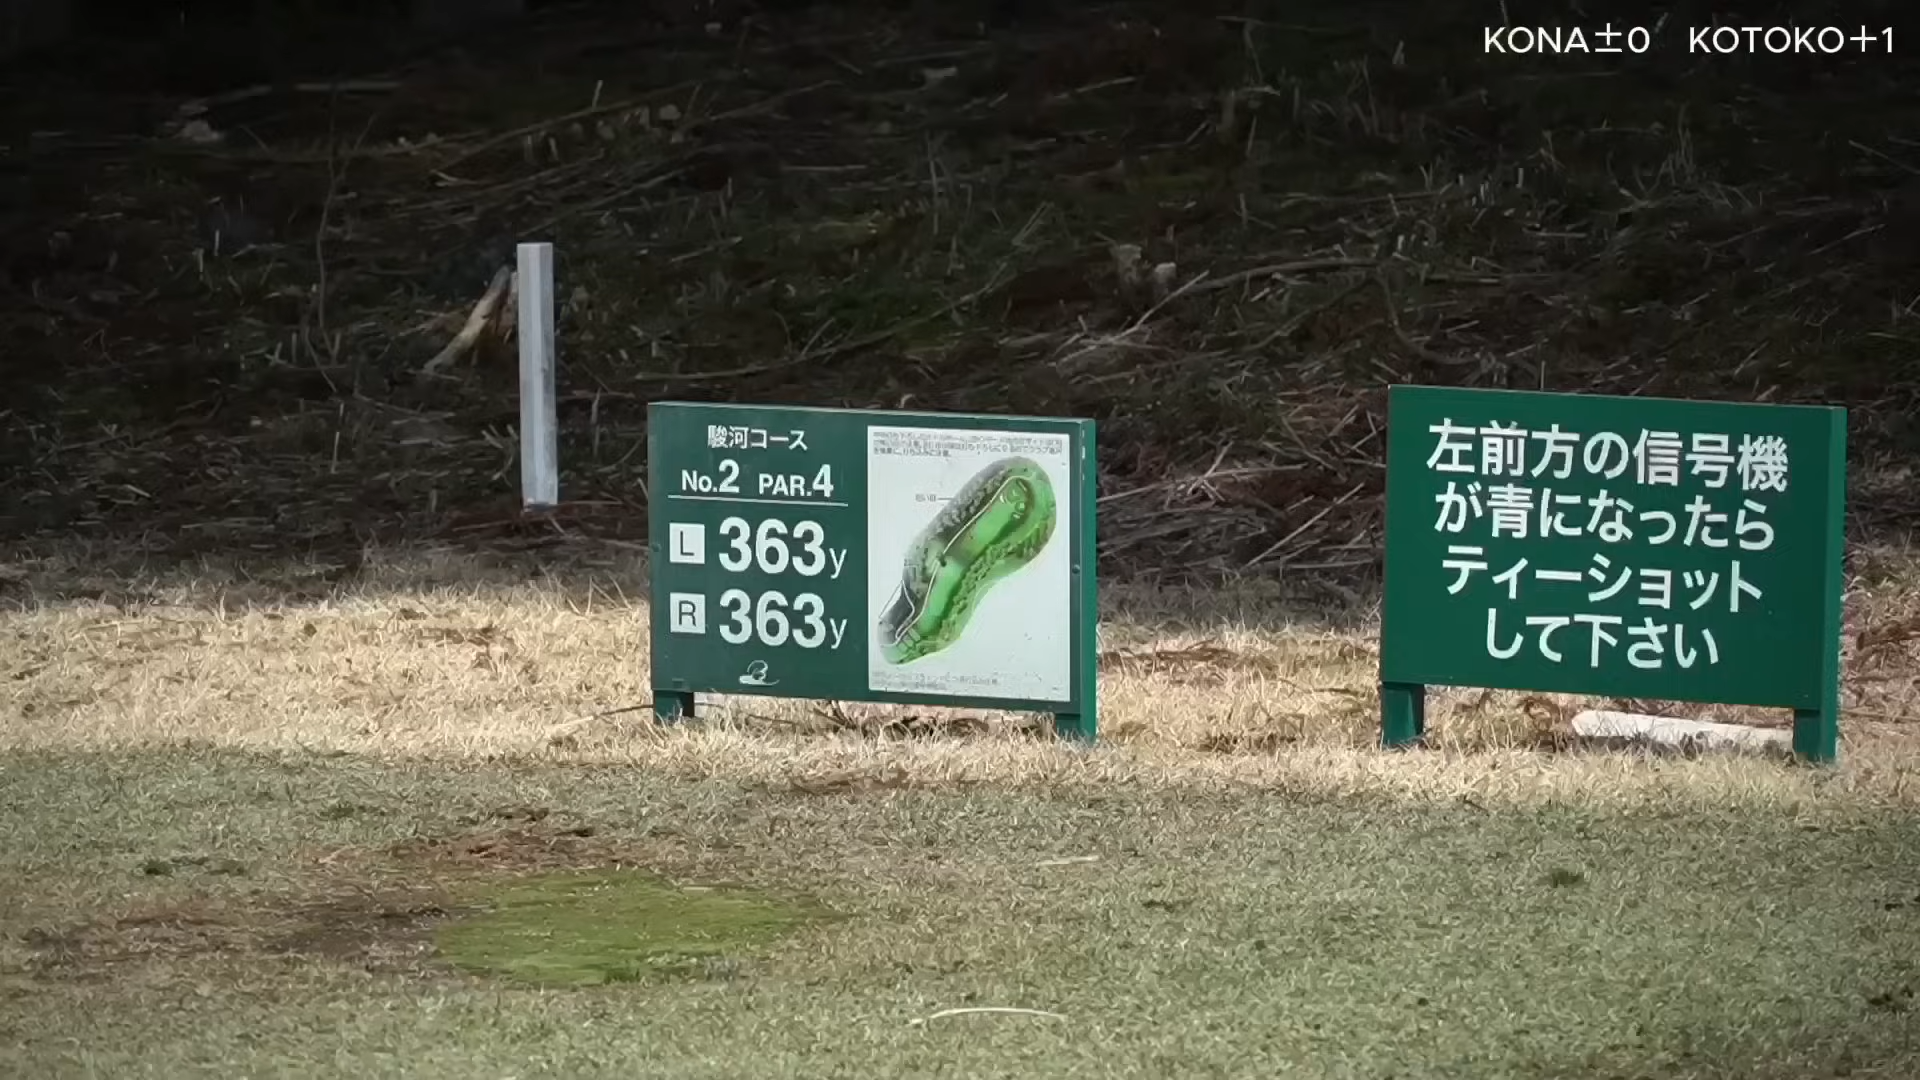 KONA±0 KOTOKO+1
駿河コース
No.2 PAR.4
L 363y
R 363y
左前方の信号機
が青になったら
ティーショット
して下さい